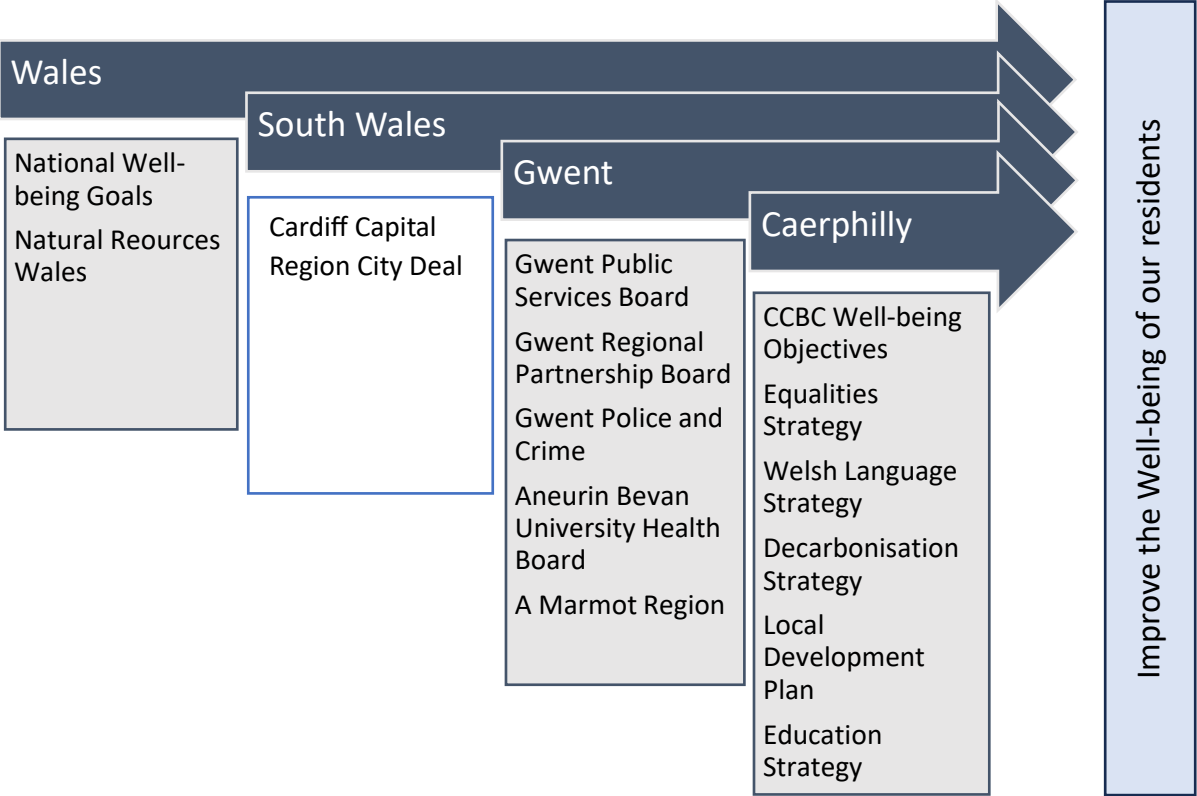 Wales
National Well-
being Goals
Natural Reources
Wales
South Wales
Cardiff Capital
Region City Deal
Gwent
Gwent Public
Services Board
Gwent Regional
Partnership Board
Gwent Police and
Crime
Aneurin Bevan
University Health
Board
A Marmot Region
Caerphilly
CCBC Well-being
Objectives
Equalities
Strategy
Welsh Language
Strategy
Decarbonisation
Strategy
Local
Development
Plan
Education
Strategy
Improve the Well-being of our residents